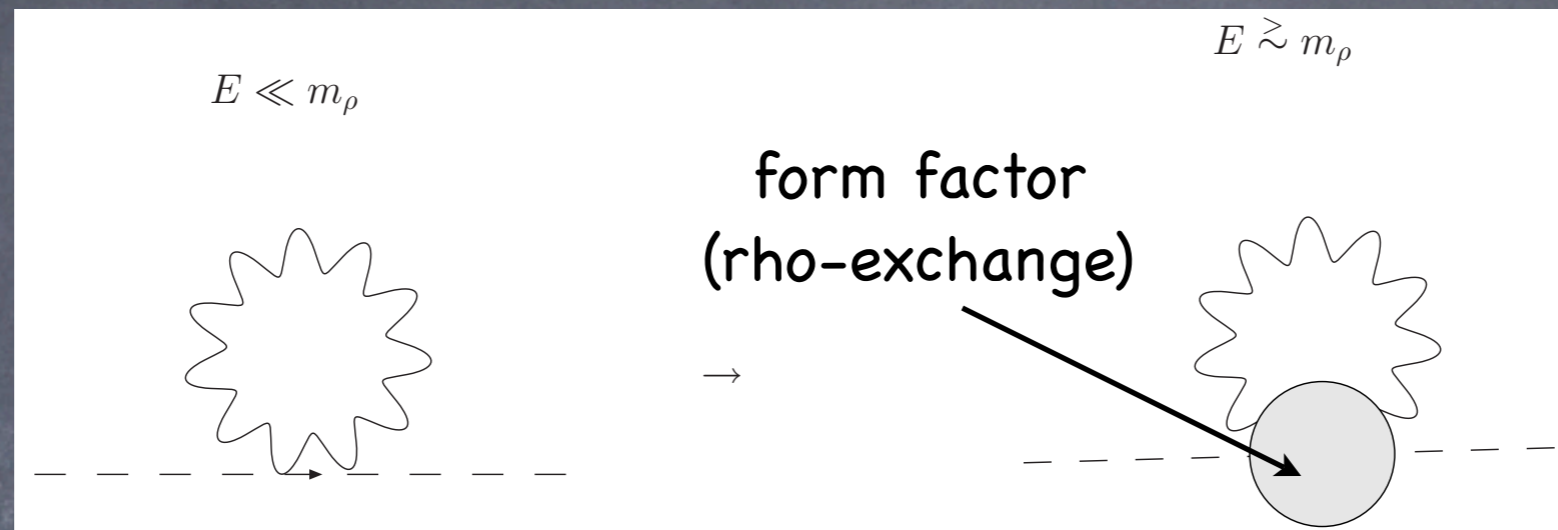 E ≪ m_ρ
E ≳ m_ρ
form factor
(rho-exchange)
→